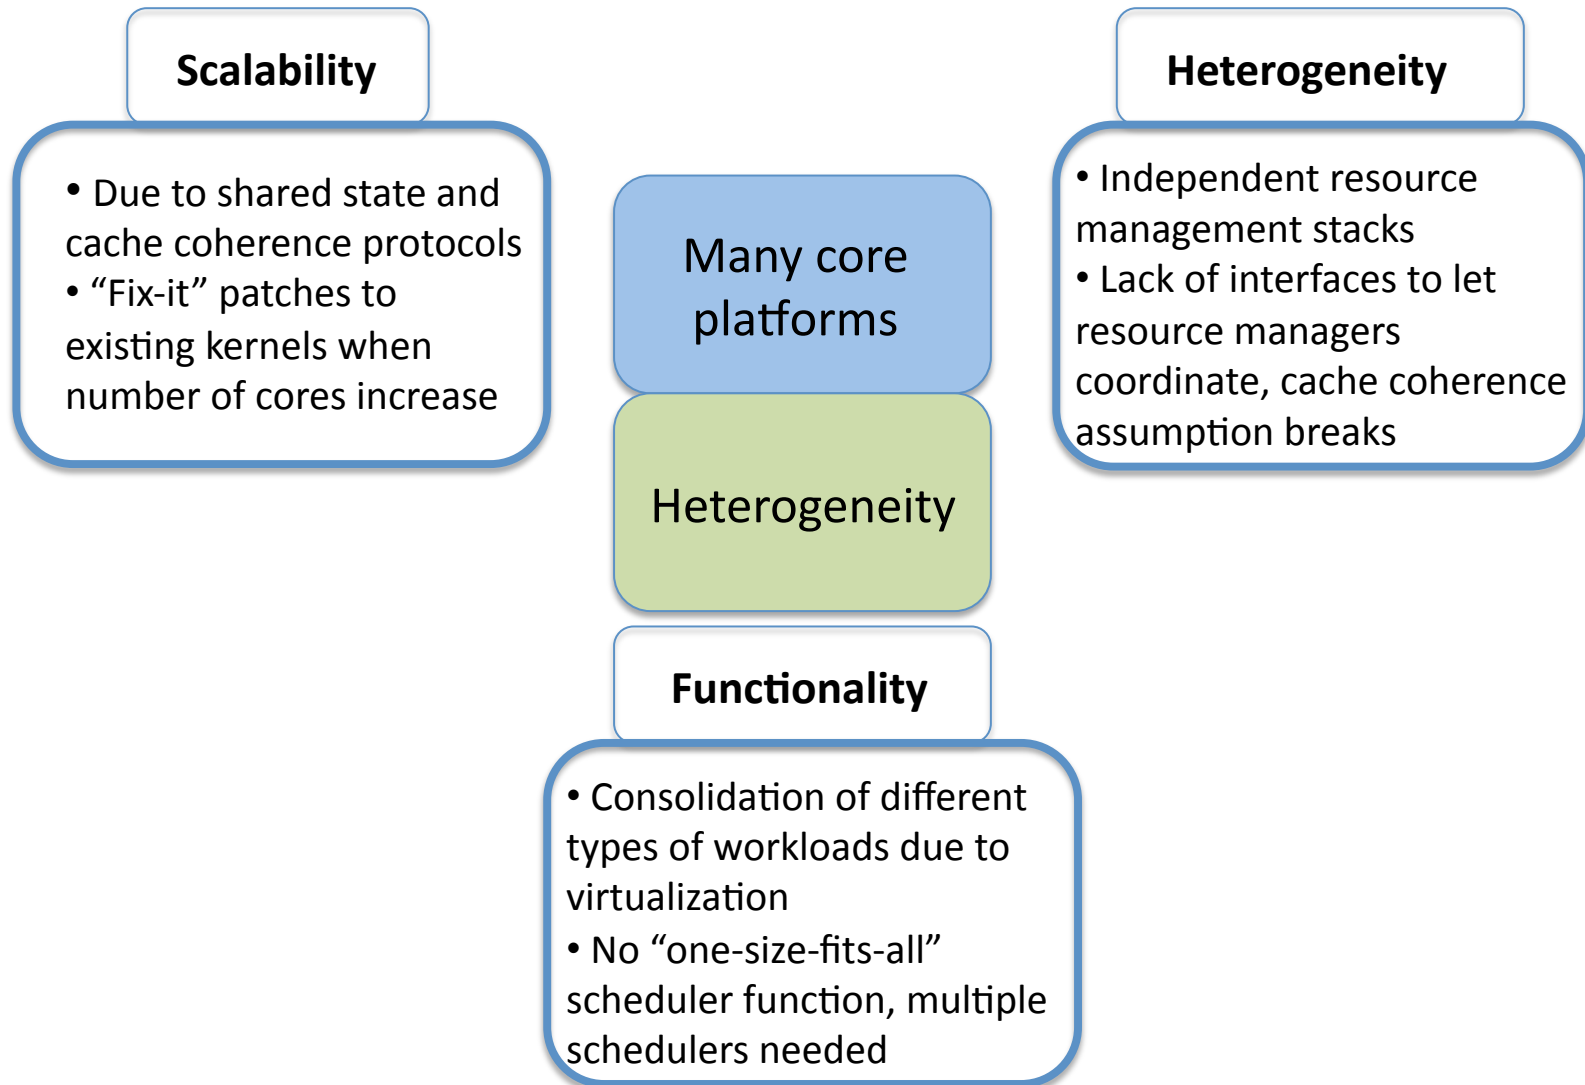 Scalability
• Due to shared state and
cache coherence protocols
• “Fix-it” patches to
existing kernels when
number of cores increase
Many core
platforms
Heterogeneity
Heterogeneity
• Independent resource
management stacks
• Lack of interfaces to let
resource managers
coordinate, cache coherence
assumption breaks
Functionality
• Consolidation of different
types of workloads due to
virtualization
• No “one-size-fits-all”
scheduler function, multiple
schedulers needed